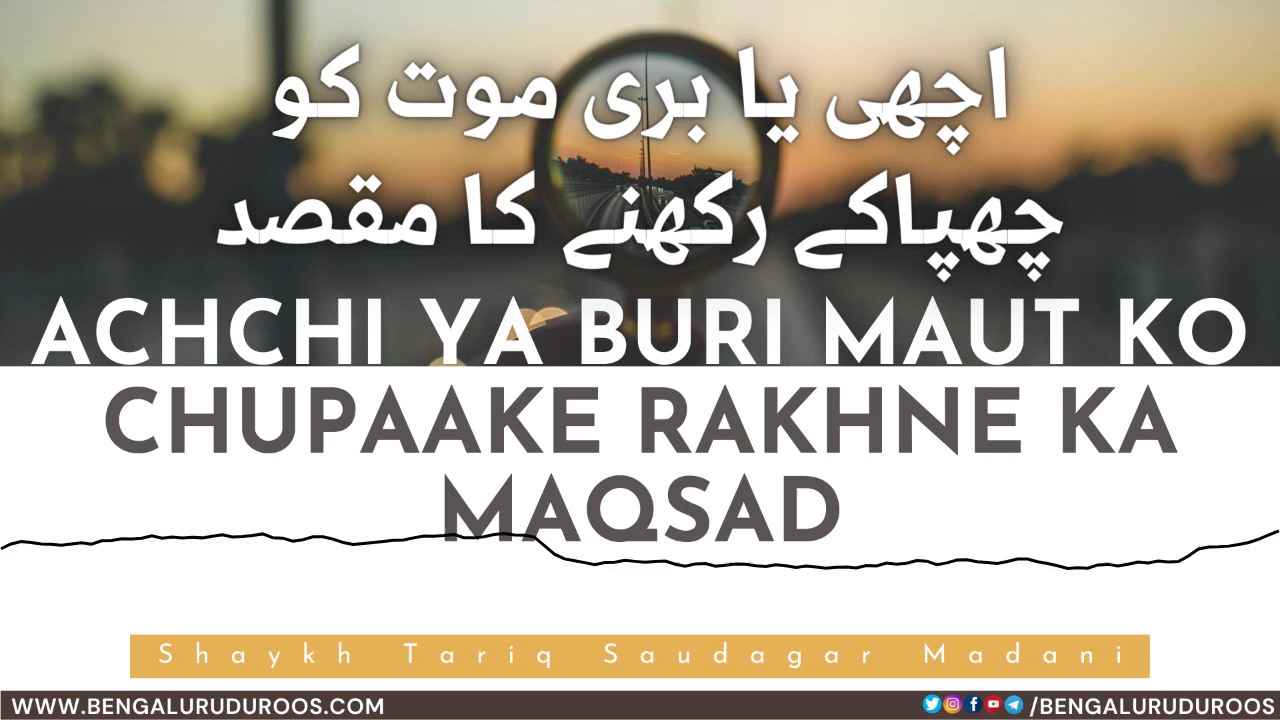 اچھی یا بری موت کو
چھپاکے رکھنے کا مقصد
ACHCHI YA BURI MAUT KO
CHUPAAKE RAKHNE KA
MAQSAD
Shaykh Tariq Saudagar Madani
WWW.BENGALURUDUROOS.COM
/BENGALURUDUROOS